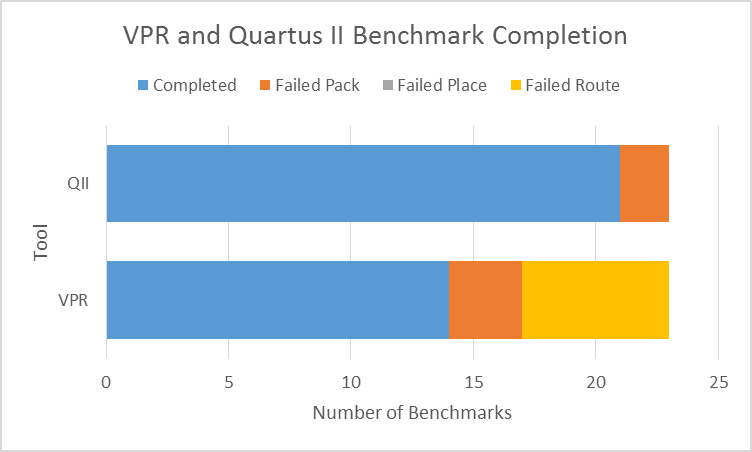 VPR and Quartus II Benchmark Completion
Completed Failed Pack Failed Place Failed Route
QII
Tool
VPR
0 5 10 15 20 25
Number of Benchmarks